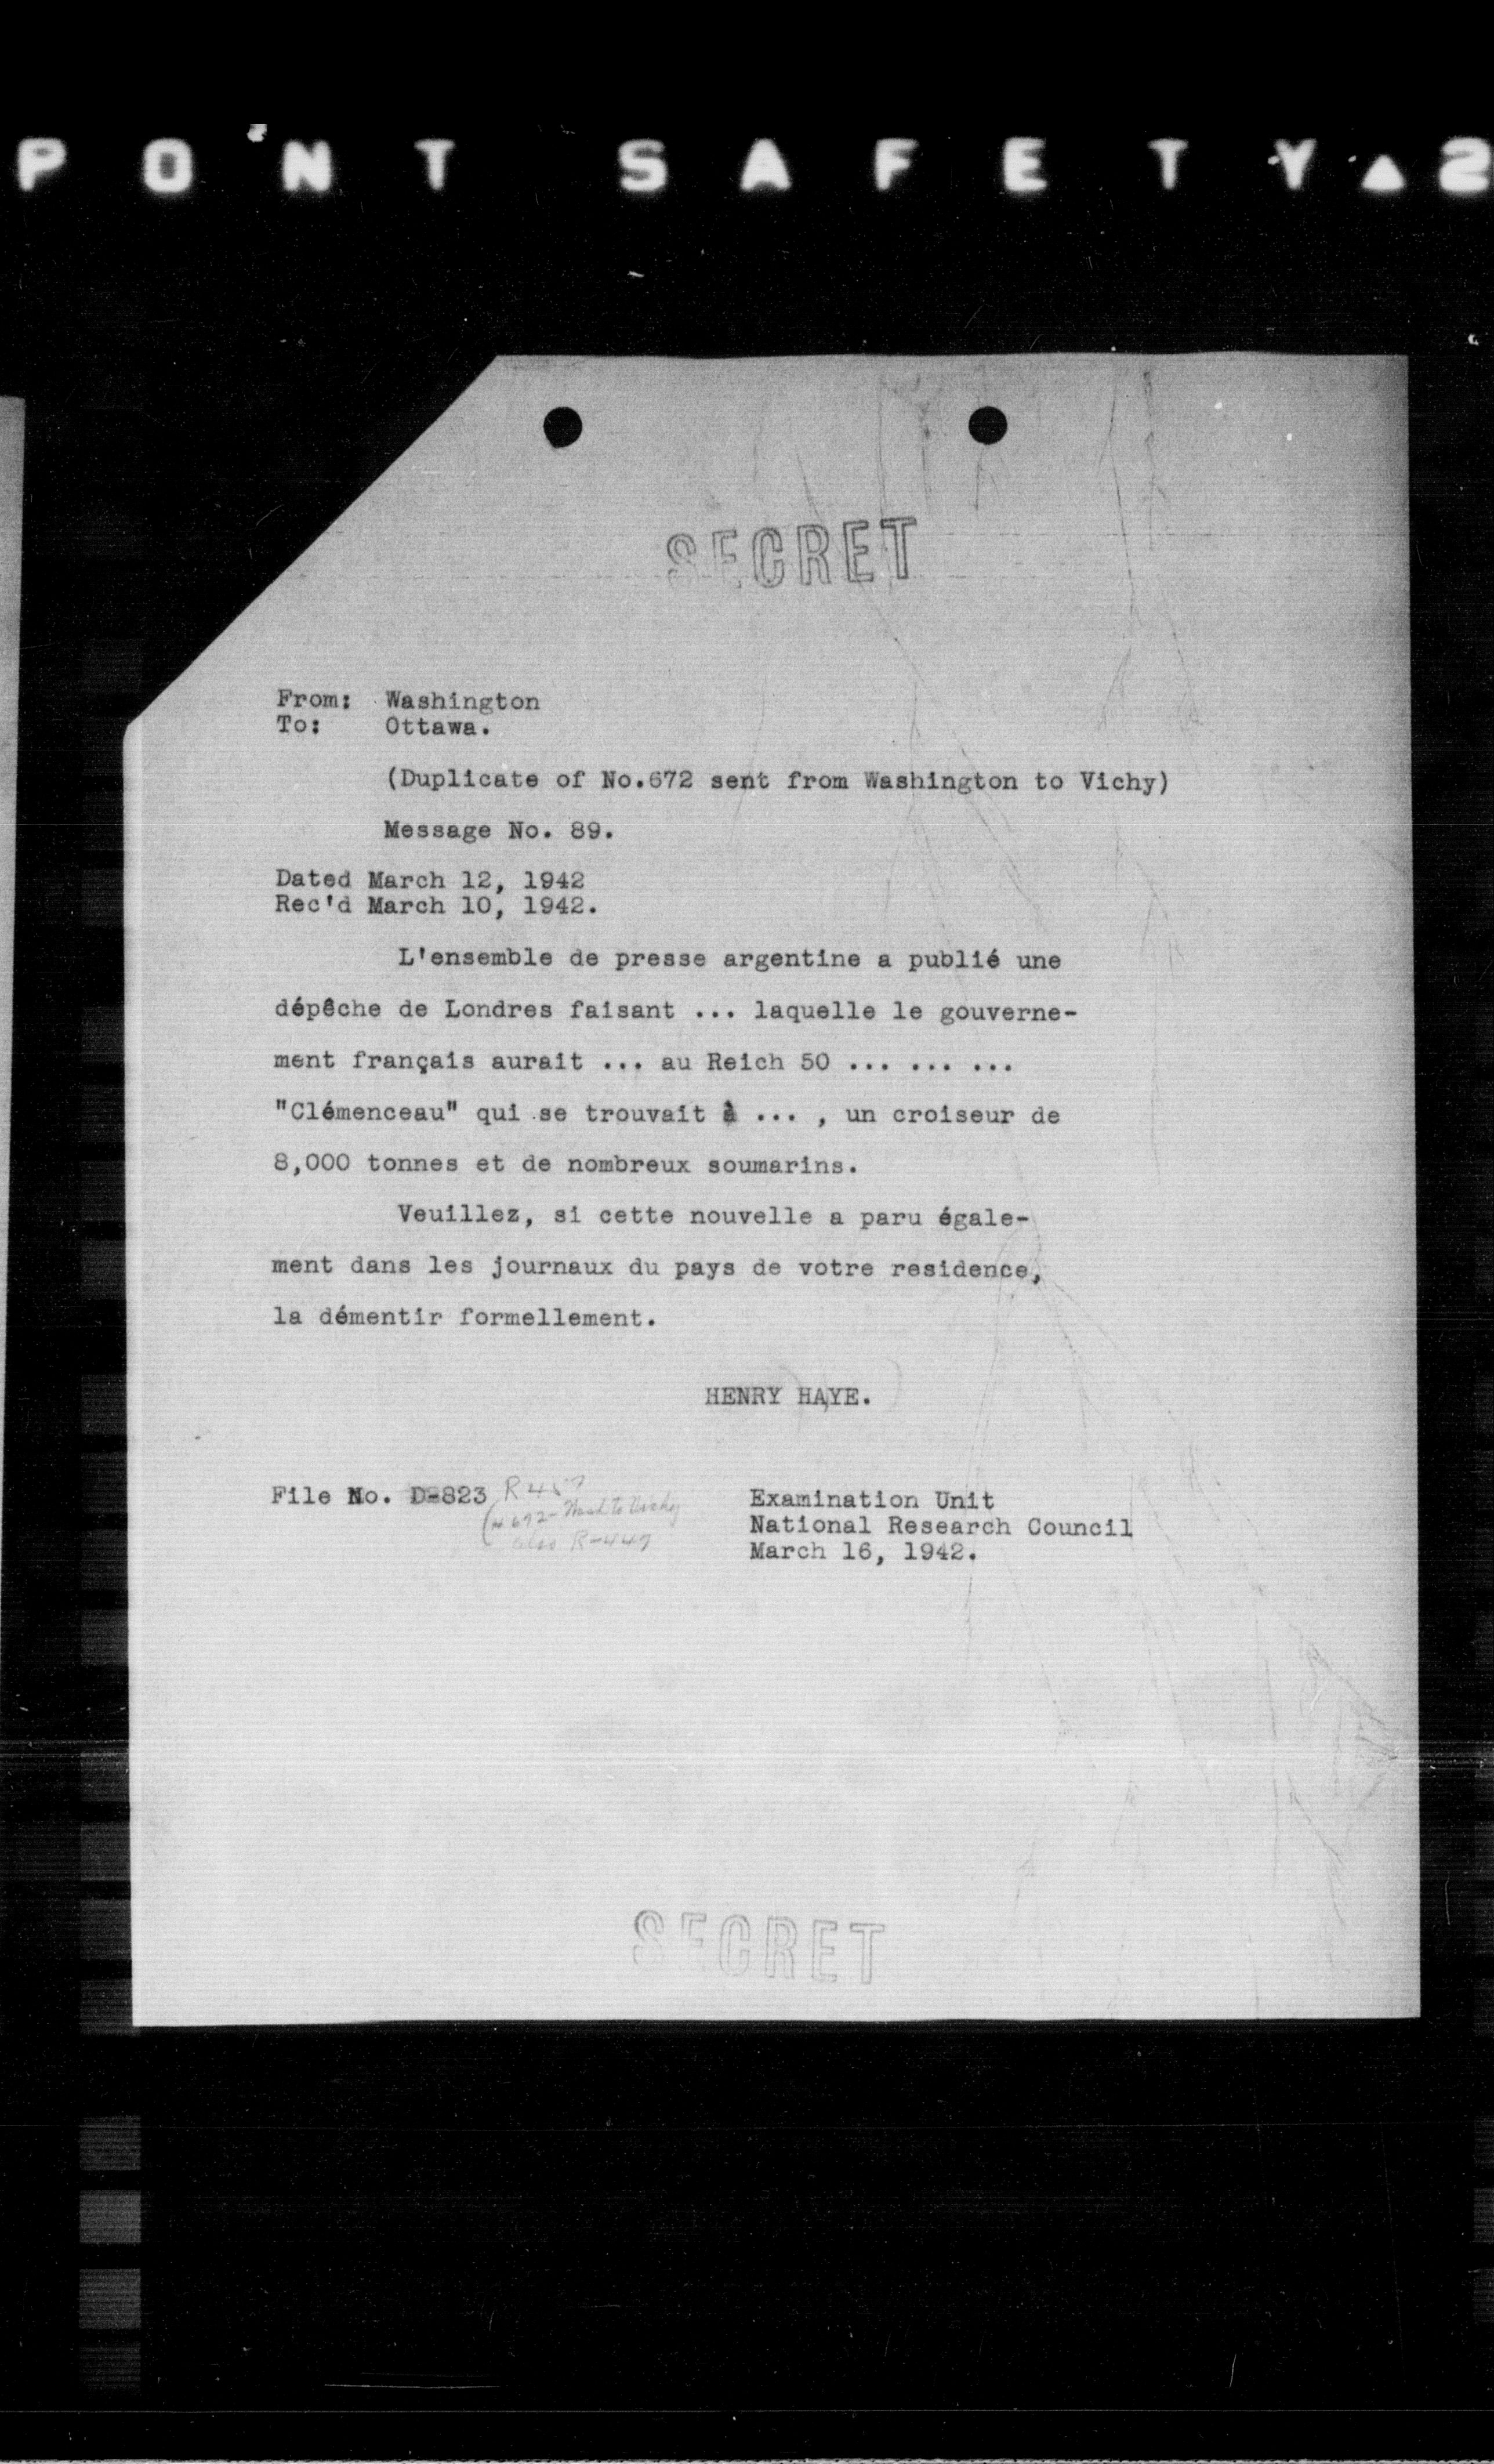 PONT SAFETY▲2
SECRET
From: Washington
To: Ottawa.
(Duplicate of No.672 sent from Washington to Vichy)
Message No. 89.
Dated March 12, 1942
Rec'd March 10, 1942.
L'ensemble de presse argentine a publié une
dépêche de Londres faisant ... laquelle le gouverne-
ment français aurait ... au Reich 50 ... ... ...
"Clémenceau" qui se trouvait à ... , un croiseur de
8,000 tonnes et de nombreux soumarins.
Veuillez, si cette nouvelle a paru égale-
ment dans les journaux du pays de votre residence,
la démentir formellement.
HENRY HAYE.
File No. D-823
also
Examination Unit
National Research Council
March 16, 1942.
SECRET